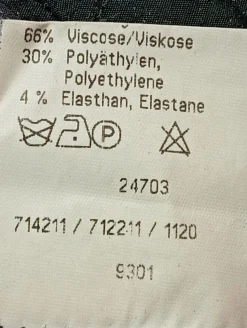 66% Viscose/Viskose
30% Polyäthylen,
Polyethylene
4 % Elasthan, Elastane
P
24703
714211 / 712211 / 1120
9301